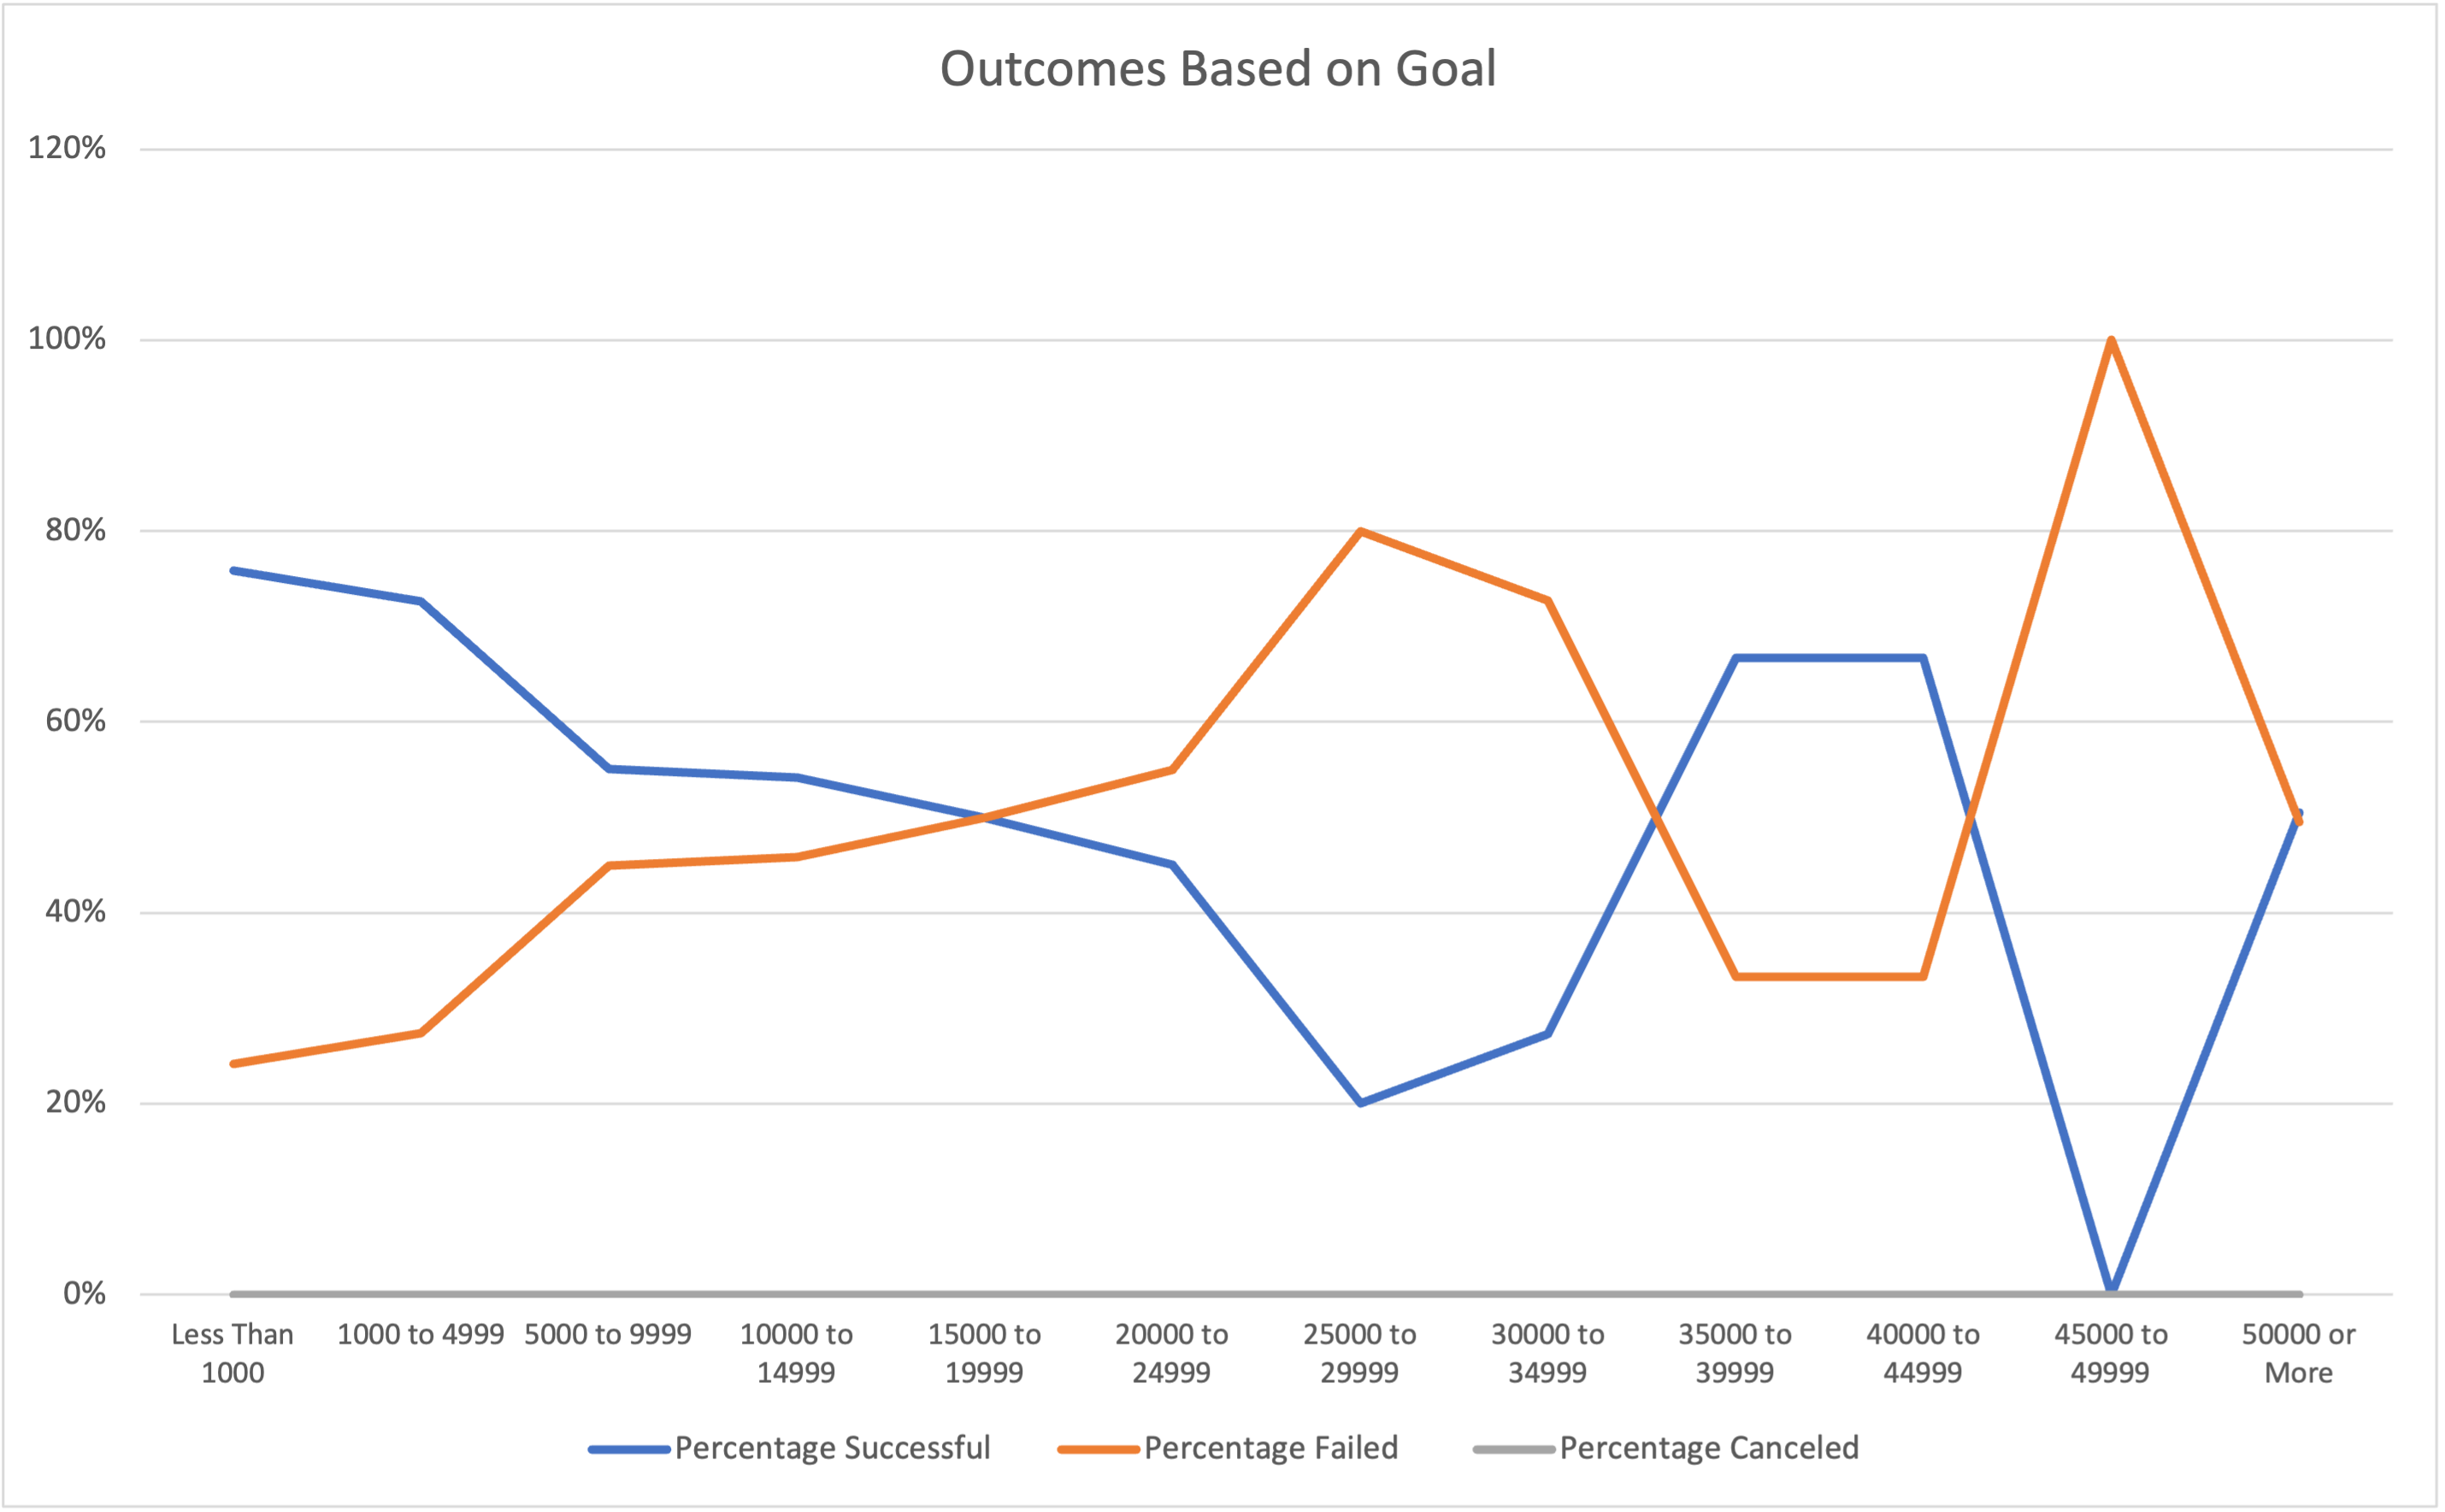 Outcomes Based on Goal
120%
100%
80%
60%
40%
20%
0%
Less Than
1000
1000 to 4999
5000 to 9999
10000 to
14999
15000 to
19999
20000 to
24999
25000 to
29999
30000 to
34999
35000 to
39999
40000 to
44999
45000 to
49999
50000 or
More
Percentage Successful
Percentage Failed
Percentage Canceled